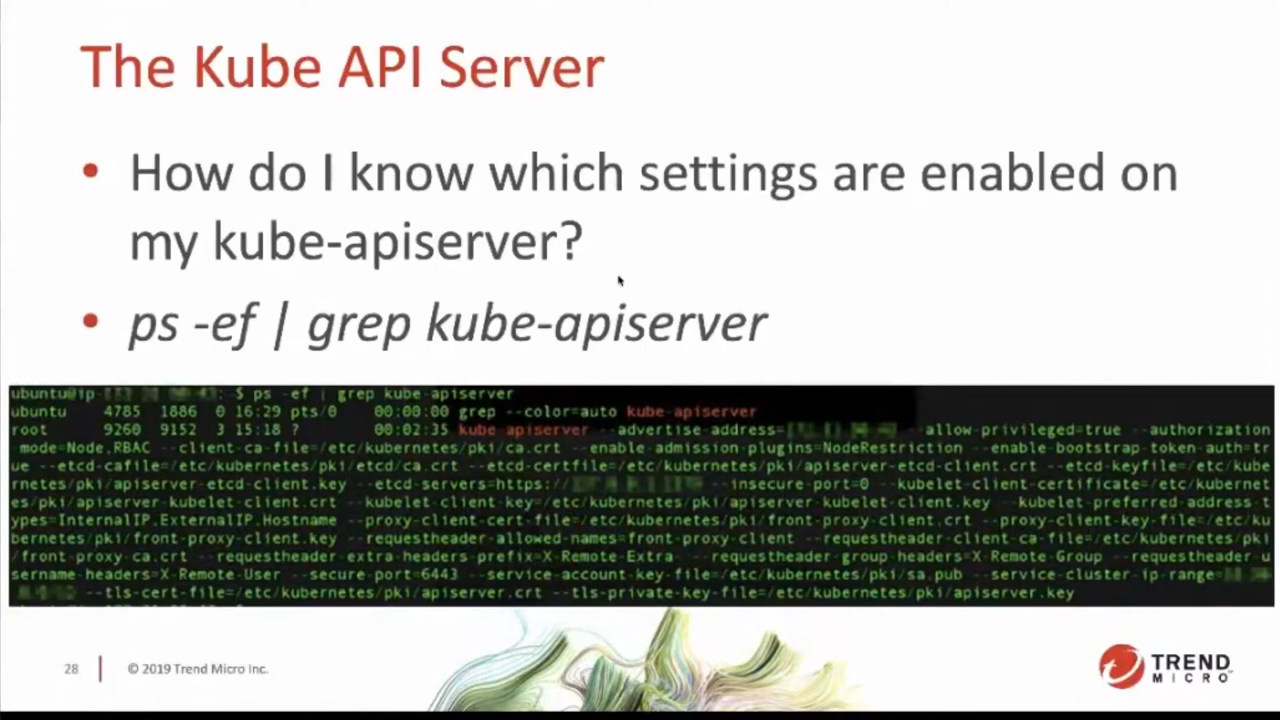 The Kube API Server
• How do I know which settings are enabled on
my kube-apiserver?
• ps -ef | grep kube-apiserver
ubuntu@ip $ ps -ef | grep kube-apiserver
ubuntu 4785 1886 0 16:29 pts/0 00:00:00 grep --color=auto kube-apiserver
root 9260 9152 3 15:18 ? 00:02:35 kube-apiserver --advertise-address= --allow-privileged=true --authorization
-mode=Node,RBAC --client-ca-file=/etc/kubernetes/pki/ca.crt --enable-admission-plugins=NodeRestriction --enable-bootstrap-token-auth=tr
ue --etcd-cafile=/etc/kubernetes/pki/etcd/ca.crt --etcd-certfile=/etc/kubernetes/pki/apiserver-etcd-client.crt --etcd-keyfile=/etc/kube
rnetes/pki/apiserver-etcd-client.key --etcd-servers=https:// --insecure-port=0 --kubelet-client-certificate=/etc/kubernet
es/pki/apiserver-kubelet-client.crt --kubelet-client-key=/etc/kubernetes/pki/apiserver-kubelet-client.key --kubelet-preferred-address-t
ypes=InternalIP,ExternalIP,Hostname --proxy-client-cert-file=/etc/kubernetes/pki/front-proxy-client.crt --proxy-client-key-file=/etc/ku
bernetes/pki/front-proxy-client.key --requestheader-allowed-names=front-proxy-client --requestheader-client-ca-file=/etc/kubernetes/pki
/front-proxy-ca.crt --requestheader-extra-headers-prefix=X-Remote-Extra- --requestheader-group-headers=X-Remote-Group --requestheader-u
sername-headers=X-Remote-User --secure-port=6443 --service-account-key-file=/etc/kubernetes/pki/sa.pub --service-cluster-ip-range=
--tls-cert-file=/etc/kubernetes/pki/apiserver.crt --tls-private-key-file=/etc/kubernetes/pki/apiserver.key
28 © 2019 Trend Micro Inc.
TREND
MICRO